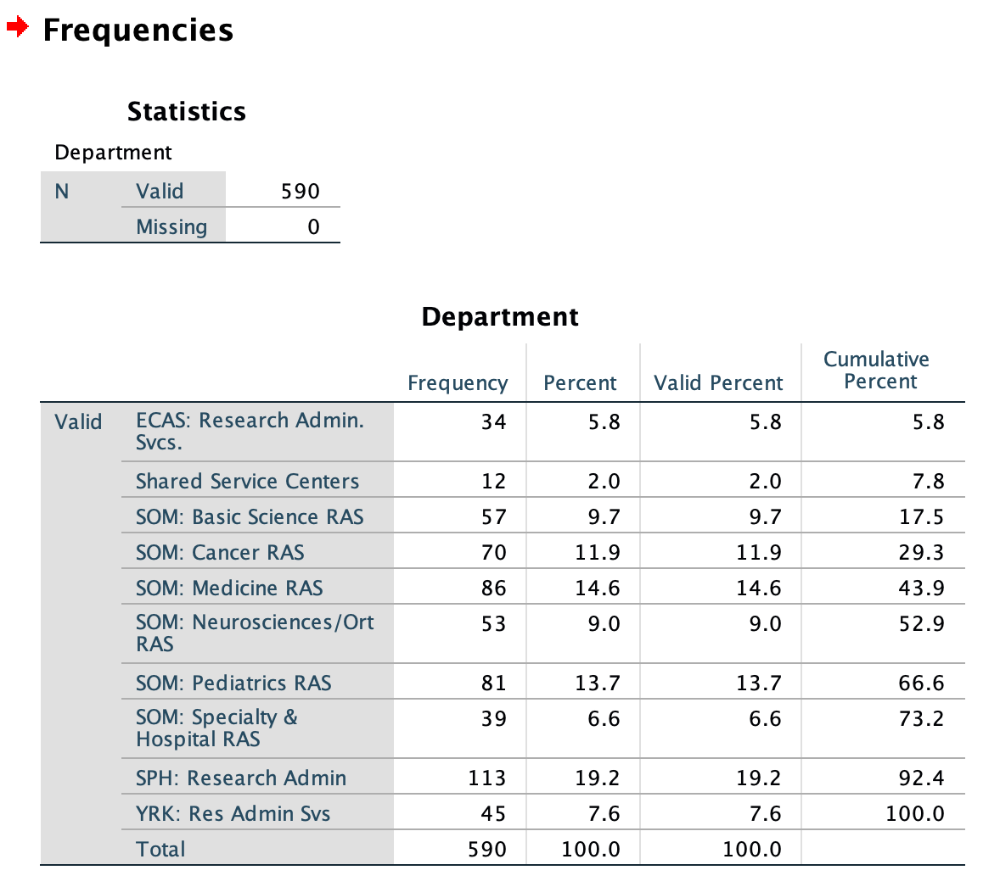 Frequencies
Statistics
Department
N Valid 590
Missing 0
Department
Frequency Percent Valid Percent Cumulative Percent
Valid ECAS: Research Admin. Svcs. 34 5.8 5.8 5.8
Shared Service Centers 12 2.0 2.0 7.8
SOM: Basic Science RAS 57 9.7 9.7 17.5
SOM: Cancer RAS 70 11.9 11.9 29.3
SOM: Medicine RAS 86 14.6 14.6 43.9
SOM: Neurosciences/Ort RAS 53 9.0 9.0 52.9
SOM: Pediatrics RAS 81 13.7 13.7 66.6
SOM: Specialty & Hospital RAS 39 6.6 6.6 73.2
SPH: Research Admin 113 19.2 19.2 92.4
YRK: Res Admin Svs 45 7.6 7.6 100.0
Total 590 100.0 100.0